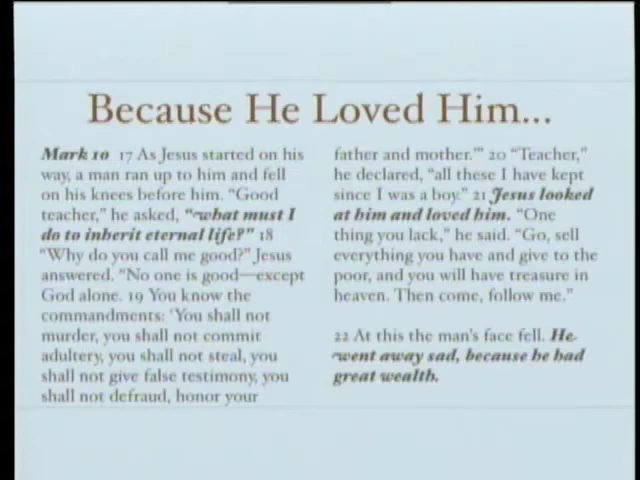 Because He Loved Him...
Mark 10 17 As Jesus started on his
way, a man ran up to him and fell
on his knees before him. “Good
teacher,” he asked, “what must I
do to inherit eternal life?” 18
“Why do you call me good?” Jesus
answered. “No one is good—except
God alone. 19 You know the
commandments: ‘You shall not
murder, you shall not commit
adultery, you shall not steal, you
shall not give false testimony, you
shall not defraud, honor your
father and mother.’” 20 “Teacher,”
he declared, “all these I have kept
since I was a boy.” 21 Jesus looked
at him and loved him. “One
thing you lack,” he said. “Go, sell
everything you have and give to the
poor, and you will have treasure in
heaven. Then come, follow me.”
22 At this the man’s face fell. He
went away sad, because he had
great wealth.